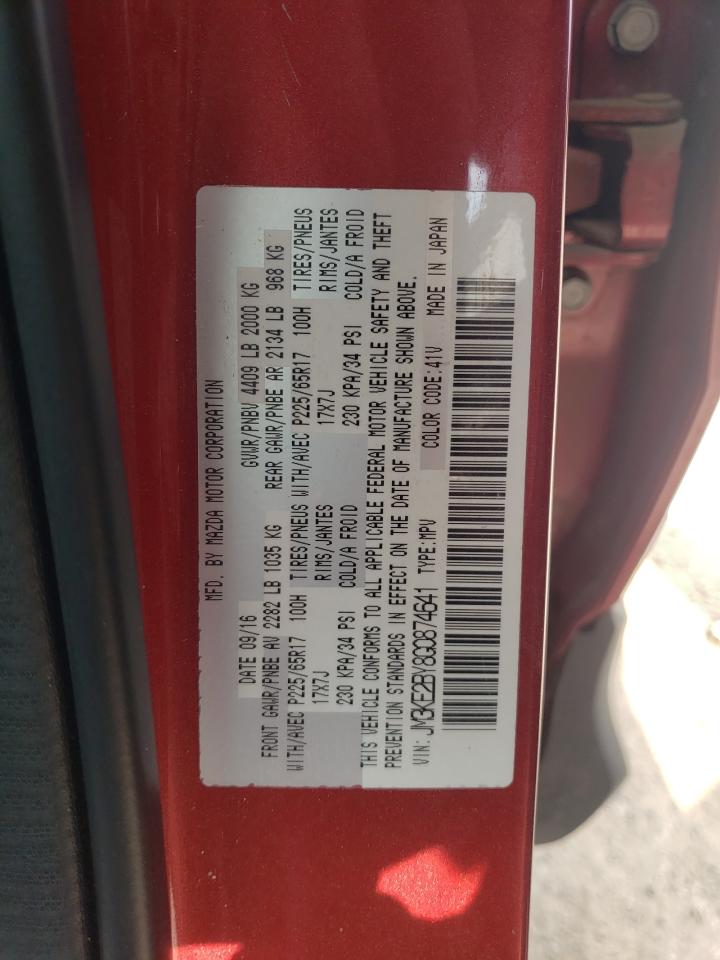 MFD. BY MAZDA MOTOR CORPORATION
DATE 09/16 GVWR/PNBV 4409 LB 2000 KG
FRONT GAWR/PNBE AV 2282 LB 1035 KG REAR GAWR/PNBE AR 2134 LB 968 KG
WITH/AVEC P225/65R17 100H TIRES/PNEUS WITH/AVEC P225/65R17 100H TIRES/PNEUS
17X7J RIMS/JANTES 17X7J RIMS/JANTES
230 KPA/34 PSI COLD/A FROID 230 KPA/34 PSI COLD/A FROID
THIS VEHICLE CONFORMS TO ALL APPLICABLE FEDERAL MOTOR VEHICLE SAFETY AND THEFT
PREVENTION STANDARDS IN EFFECT ON THE DATE OF MANUFACTURE SHOWN ABOVE.
VIN: JM3KE2BY8G0874641 TYPE:MPV COLOR CODE:41V MADE IN JAPAN